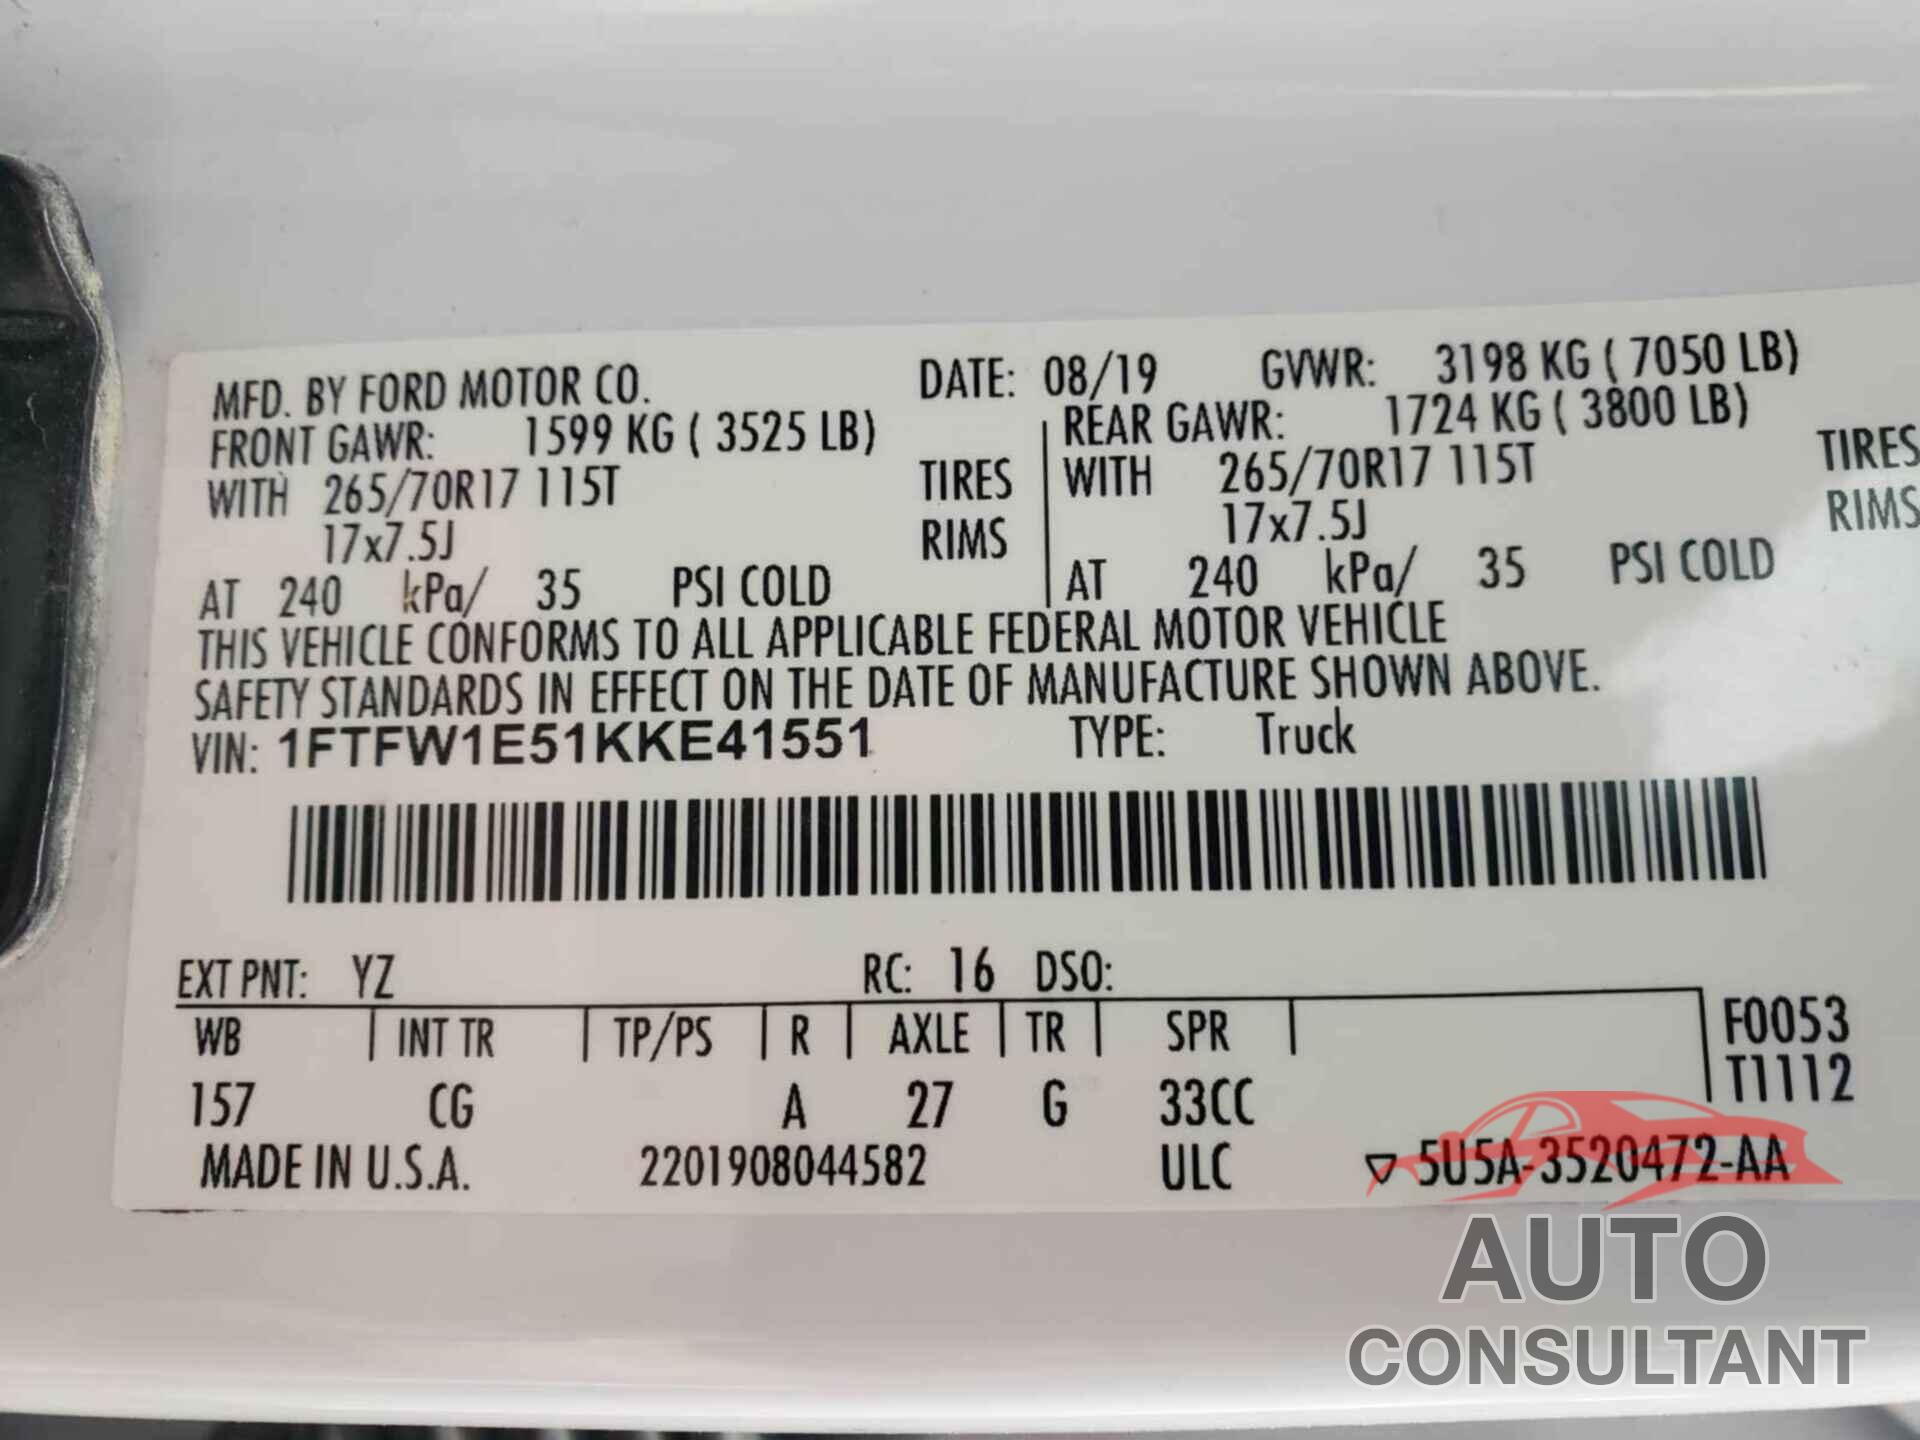 MFD. BY FORD MOTOR CO. DATE: 08/19 GVWR: 3198 KG ( 7050 LB)
FRONT GAWR: 1599 KG ( 3525 LB) REAR GAWR: 1724 KG ( 3800 LB)
WITH 265/70R17 115T TIRES WITH 265/70R17 115T TIRES
17x7.5J RIMS 17x7.5J RIMS
AT 240 kPa/ 35 PSI COLD AT 240 kPa/ 35 PSI COLD
THIS VEHICLE CONFORMS TO ALL APPLICABLE FEDERAL MOTOR VEHICLE
SAFETY STANDARDS IN EFFECT ON THE DATE OF MANUFACTURE SHOWN ABOVE.
VIN: 1FTFW1E51KKE41551 TYPE: Truck
EXT PNT: YZ RC: 16 DSO:
WB INT TR TP/PS R AXLE TR SPR F0053
T1112
157 CG A 27 G 33CC
MADE IN U.S.A. 2201908044582 ULC ▽ 5U5A-3520472-AA
AUTO
CONSULTANT